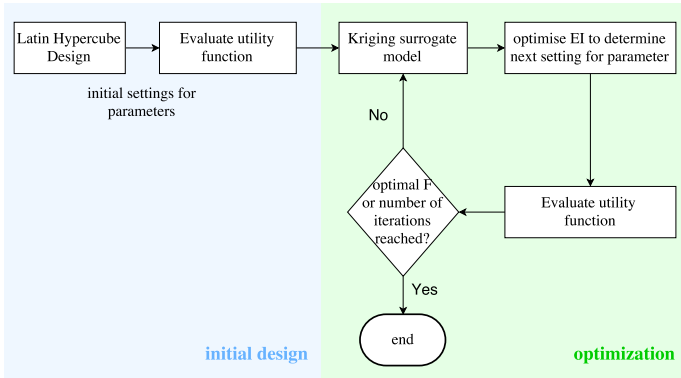 Latin Hypercube
Design
Evaluate utility
function
Kriging surrogate
model
optimise EI to determine
next setting for parameter
initial settings for
parameters
No
optimal F
or number of
iterations
reached?
Evaluate utility
function
Yes
end
initial design
optimization